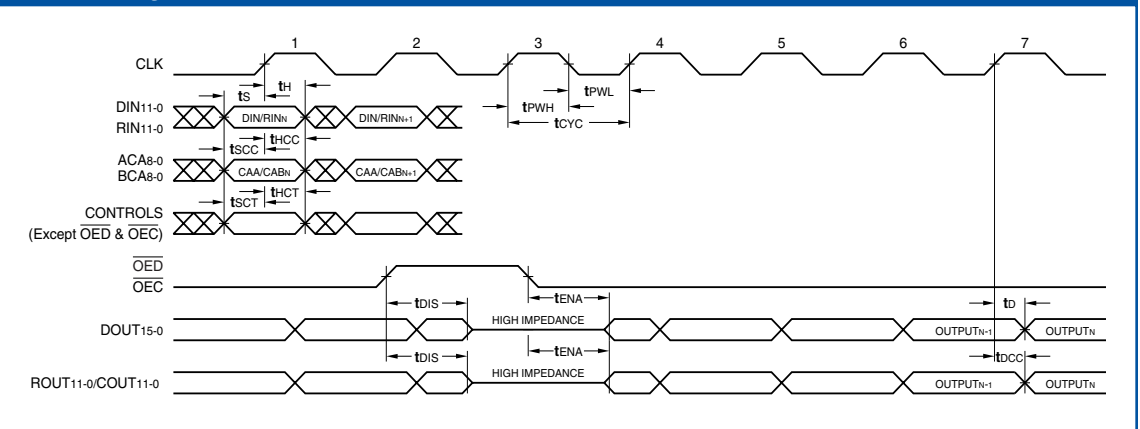 1 2 3 4 5 6 7
CLK
tS tH
tPWH tPWL
tCYC
DIN11-0
RIN11-0
DIN/RINN DIN/RINN+1
tSCC tHCC
ACA8-0
BCA8-0
CAA/CABN CAA/CABN+1
tSCT tHCT
CONTROLS
(Except OED & OEC)
OED
OEC
tDIS tENA tD
DOUT15-0
HIGH IMPEDANCE
OUTPUTN-1 OUTPUTN
tDIS tENA tDCC
ROUT11-0/COUT11-0
HIGH IMPEDANCE
OUTPUTN-1 OUTPUTN